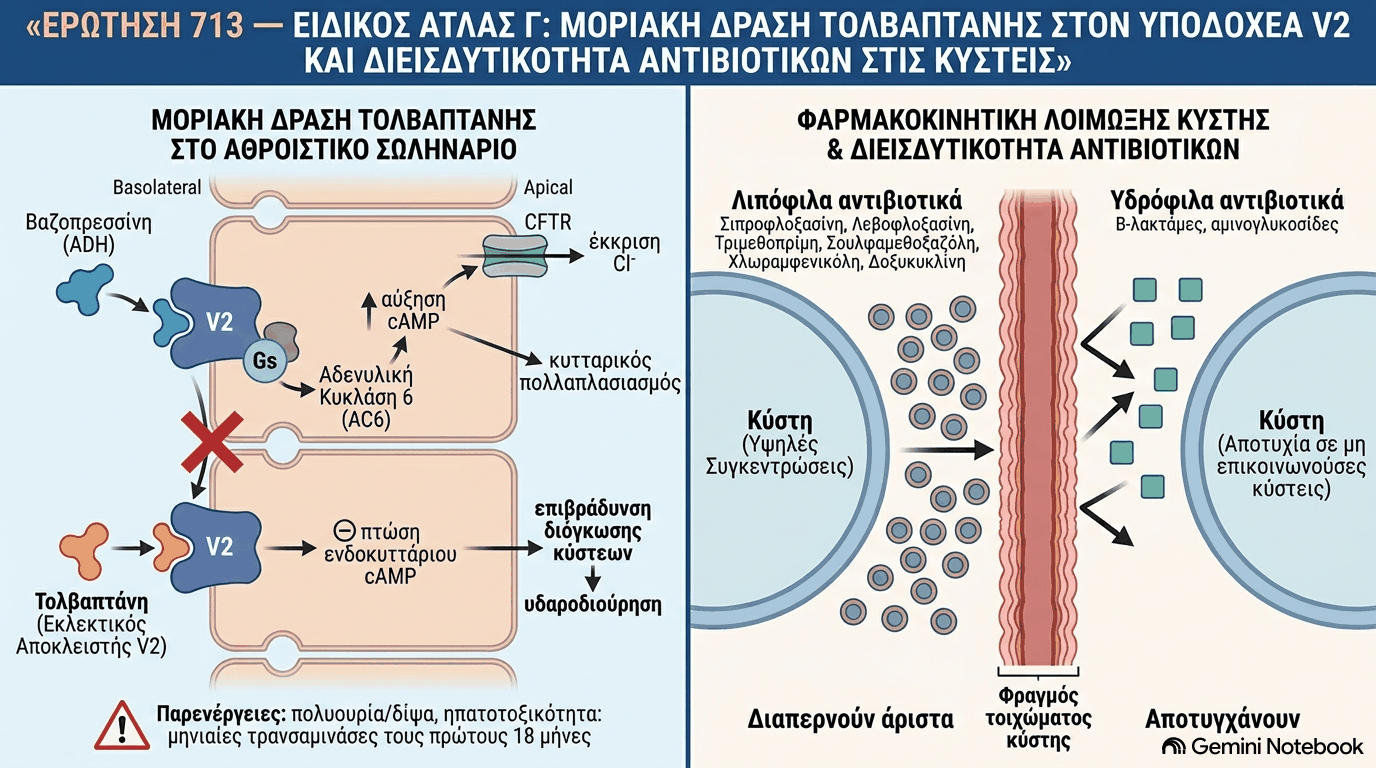 «ΕΡΩΤΗΣΗ 713 — ΕΙΔΙΚΟΣ ΑΤΛΑΣ Γ: ΜΟΡΙΑΚΗ ΔΡΑΣΗ ΤΟΛΒΑΠΤΑΝΗΣ ΣΤΟΝ ΥΠΟΔΟΧΕΑ V2
ΚΑΙ ΔΙΕΙΣΔΥΤΙΚΟΤΗΤΑ ΑΝΤΙΒΙΟΤΙΚΩΝ ΣΤΙΣ ΚΥΣΤΕΙΣ»
ΜΟΡΙΑΚΗ ΔΡΑΣΗ ΤΟΛΒΑΠΤΑΝΗΣ
ΣΤΟ ΑΘΡΟΙΣΤΙΚΟ ΣΩΛΗΝΑΡΙΟ
Basolateral
Apical
Βαζοπρεσσίνη
(ADH)
CFTR
έκκριση
Cl⁻
V2
Gs
αύξηση
cAMP
Αδενυλική
Κυκλάση 6
(AC6)
κυτταρικός
πολλαπλασιασμός
V2
Τολβαπτάνη
(Εκλεκτικός
Αποκλειστής V2)
⊖ πτώση
ενδοκυττάριου
cAMP
επιβράδυνση
διόγκωσης
κύστεων
υδαροδιούρηση
Παρενέργειες: πολυουρία/δίψα, ηπατοτοξικότητα:
μηνιαίες τρανσαμινάσες τους πρώτους 18 μήνες
ΦΑΡΜΑΚΟΚΙΝΗΤΙΚΗ ΛΟΙΜΩΞΗΣ ΚΥΣΤΗΣ
& ΔΙΕΙΣΔΥΤΙΚΟΤΗΤΑ ΑΝΤΙΒΙΟΤΙΚΩΝ
Λιπόφιλα αντιβιοτικά
Σιπροφλοξασίνη, Λεβοφλοξασίνη,
Τριμεθοπρίμη, Σουλφαμεθοξαζόλη,
Χλωραμφενικόλη, Δοξυκυκλίνη
Υδρόφιλα αντιβιοτικά
Β-λακτάμες, αμινογλυκοσίδες
Κύστη
(Υψηλές
Συγκεντρώσεις)
Κύστη
(Αποτυχία σε μη
επικοινωνούσες
κύστεις)
Διαπερνούν άριστα
Φραγμός
τοιχώματος
κύστης
Αποτυγχάνουν
Gemini Notebook